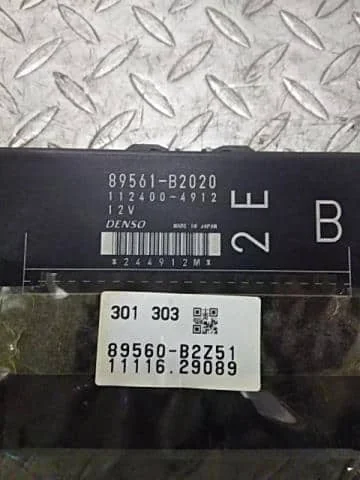 89561-B2020
112400-4912
12V
DENSO MADE IN JAPAN
*244912M*
2E
B
301 303
89560-B2Z51
11116.29089